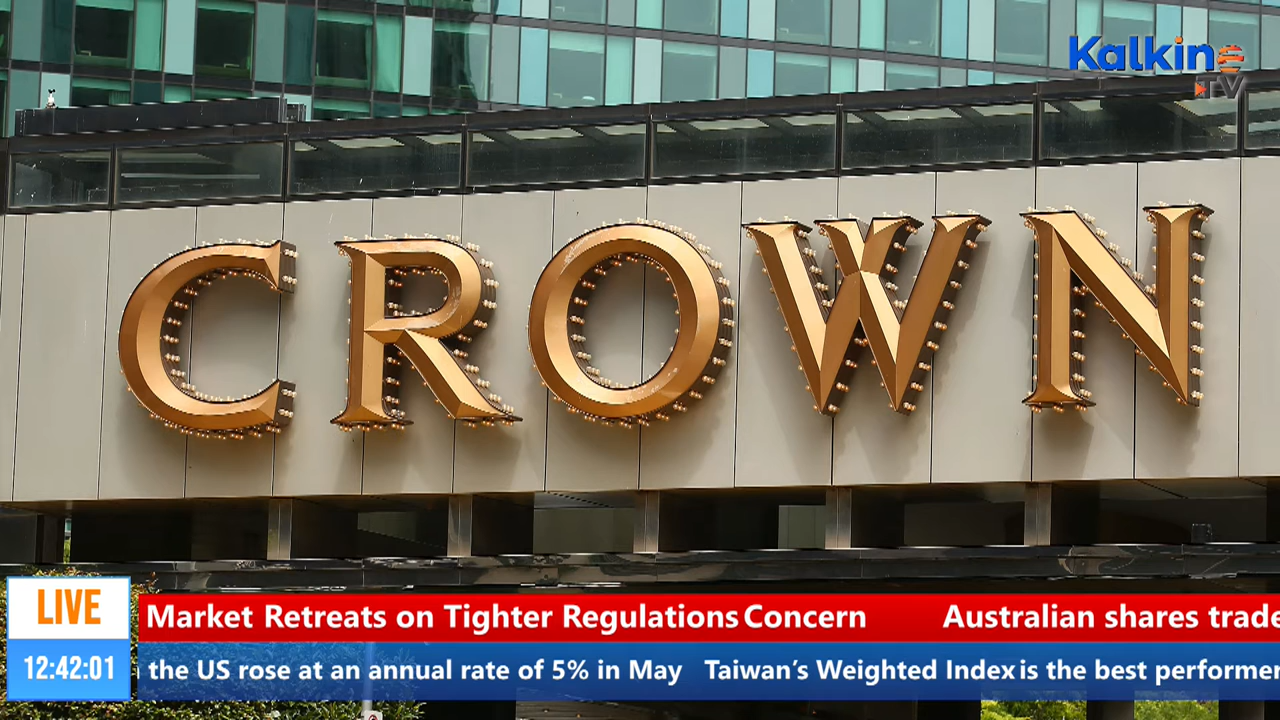 Kalkine
TV
CROWN
LIVE
Market Retreats on Tighter Regulations Concern Australian shares trade
12:42:01
the US rose at an annual rate of 5% in May Taiwan's Weighted Index is the best performer